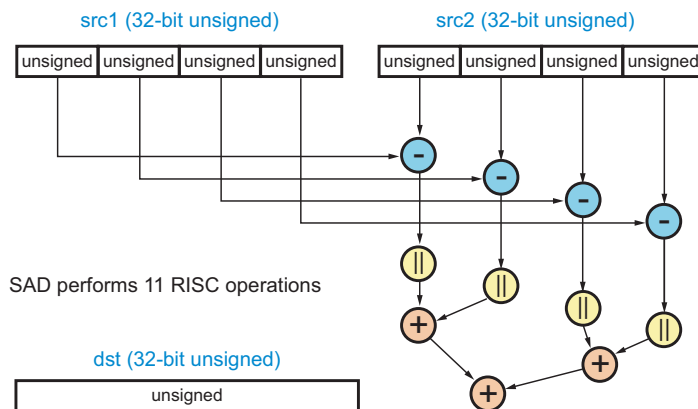 src1 (32-bit unsigned)
src2 (32-bit unsigned)
unsigned unsigned unsigned unsigned
unsigned unsigned unsigned unsigned
-
-
-
-
||
||
||
||
SAD performs 11 RISC operations
+
+
+
dst (32-bit unsigned)
unsigned